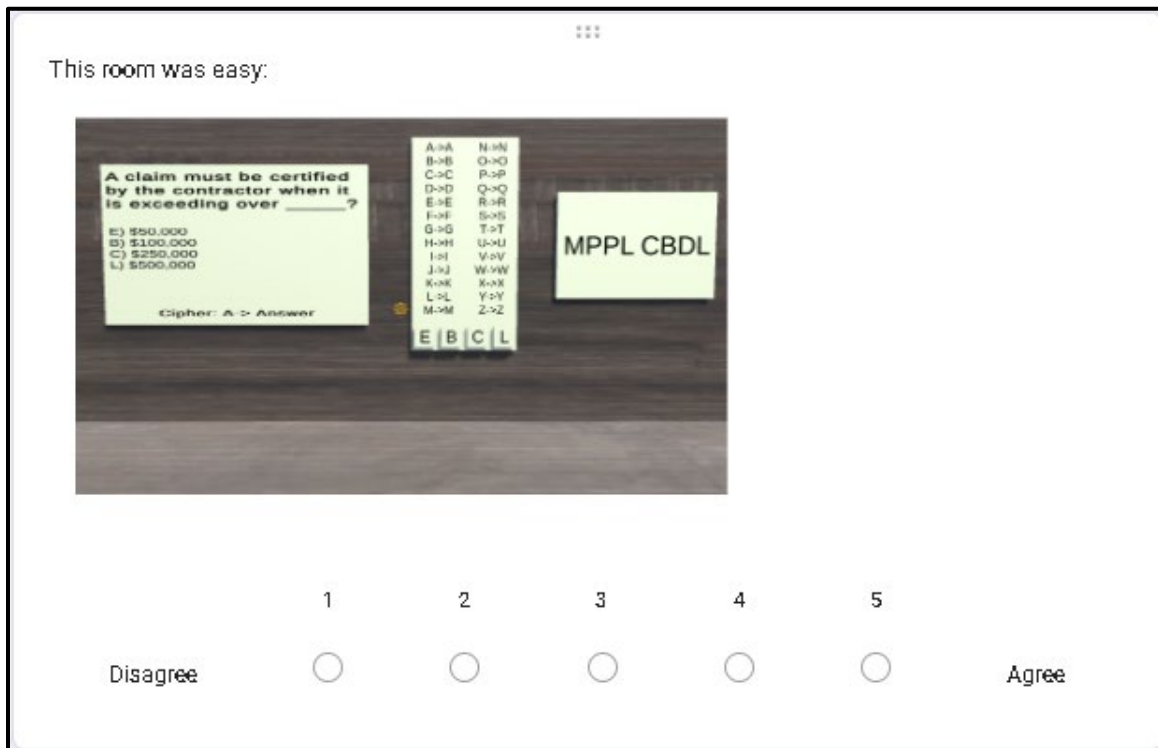 This room was easy:
A claim must be certified
by the contractor when it
is exceeding over ______?
E) $50,000
B) $100,000
C) $250,000
L) $500,000
Cipher: A-> Answer
A->A N->N
B->B O->O
C->C P->P
D->D Q->Q
E->E R->R
F->F S->S
G->G T->T
H->H U->U
I->I V->V
J->J W->W
K->K X->X
L->L Y->Y
M->M Z->Z
E B C L
MPPL CBDL
1 2 3 4 5
Disagree Agree